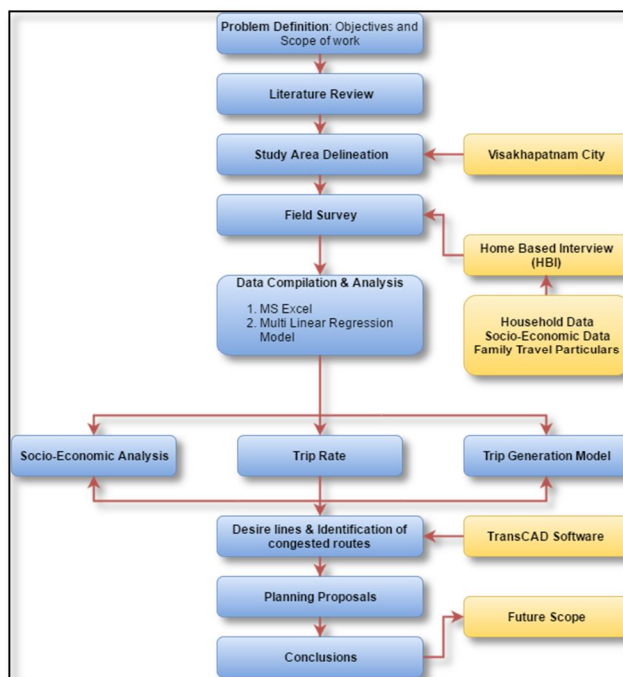 Problem Definition: Objectives and
Scope of work
Literature Review
Study Area Delineation
Visakhapatnam City
Field Survey
Home Based Interview
(HBI)
Data Compilation & Analysis
1. MS Excel
2. Multi Linear Regression
Model
Household Data
Socio-Economic Data
Family Travel Particulars
Socio-Economic Analysis
Trip Rate
Trip Generation Model
Desire lines & Identification of
congested routes
TransCAD Software
Planning Proposals
Future Scope
Conclusions